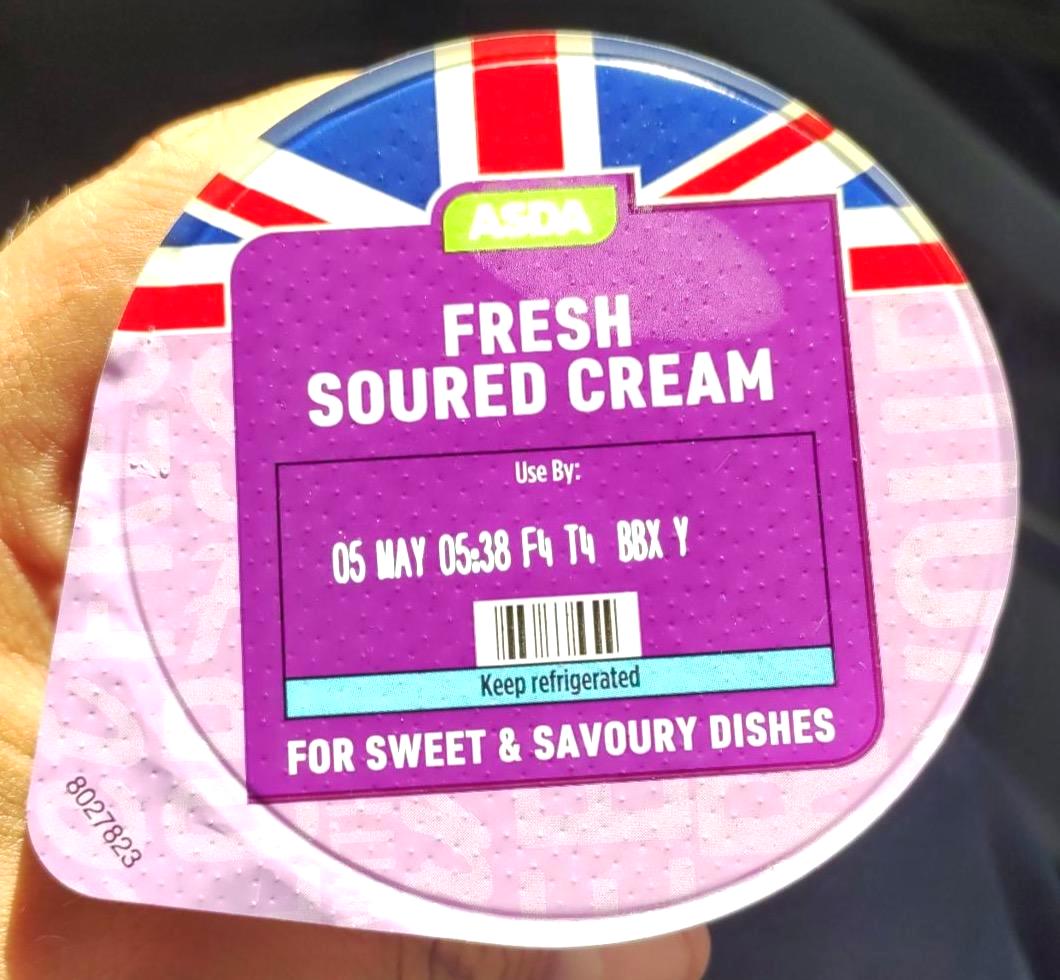 ASDA
FRESH
SOURED CREAM
Use By:
05 MAY 05:38 F4 T4 BBX Y
Keep refrigerated
FOR SWEET & SAVOURY DISHES
8027823